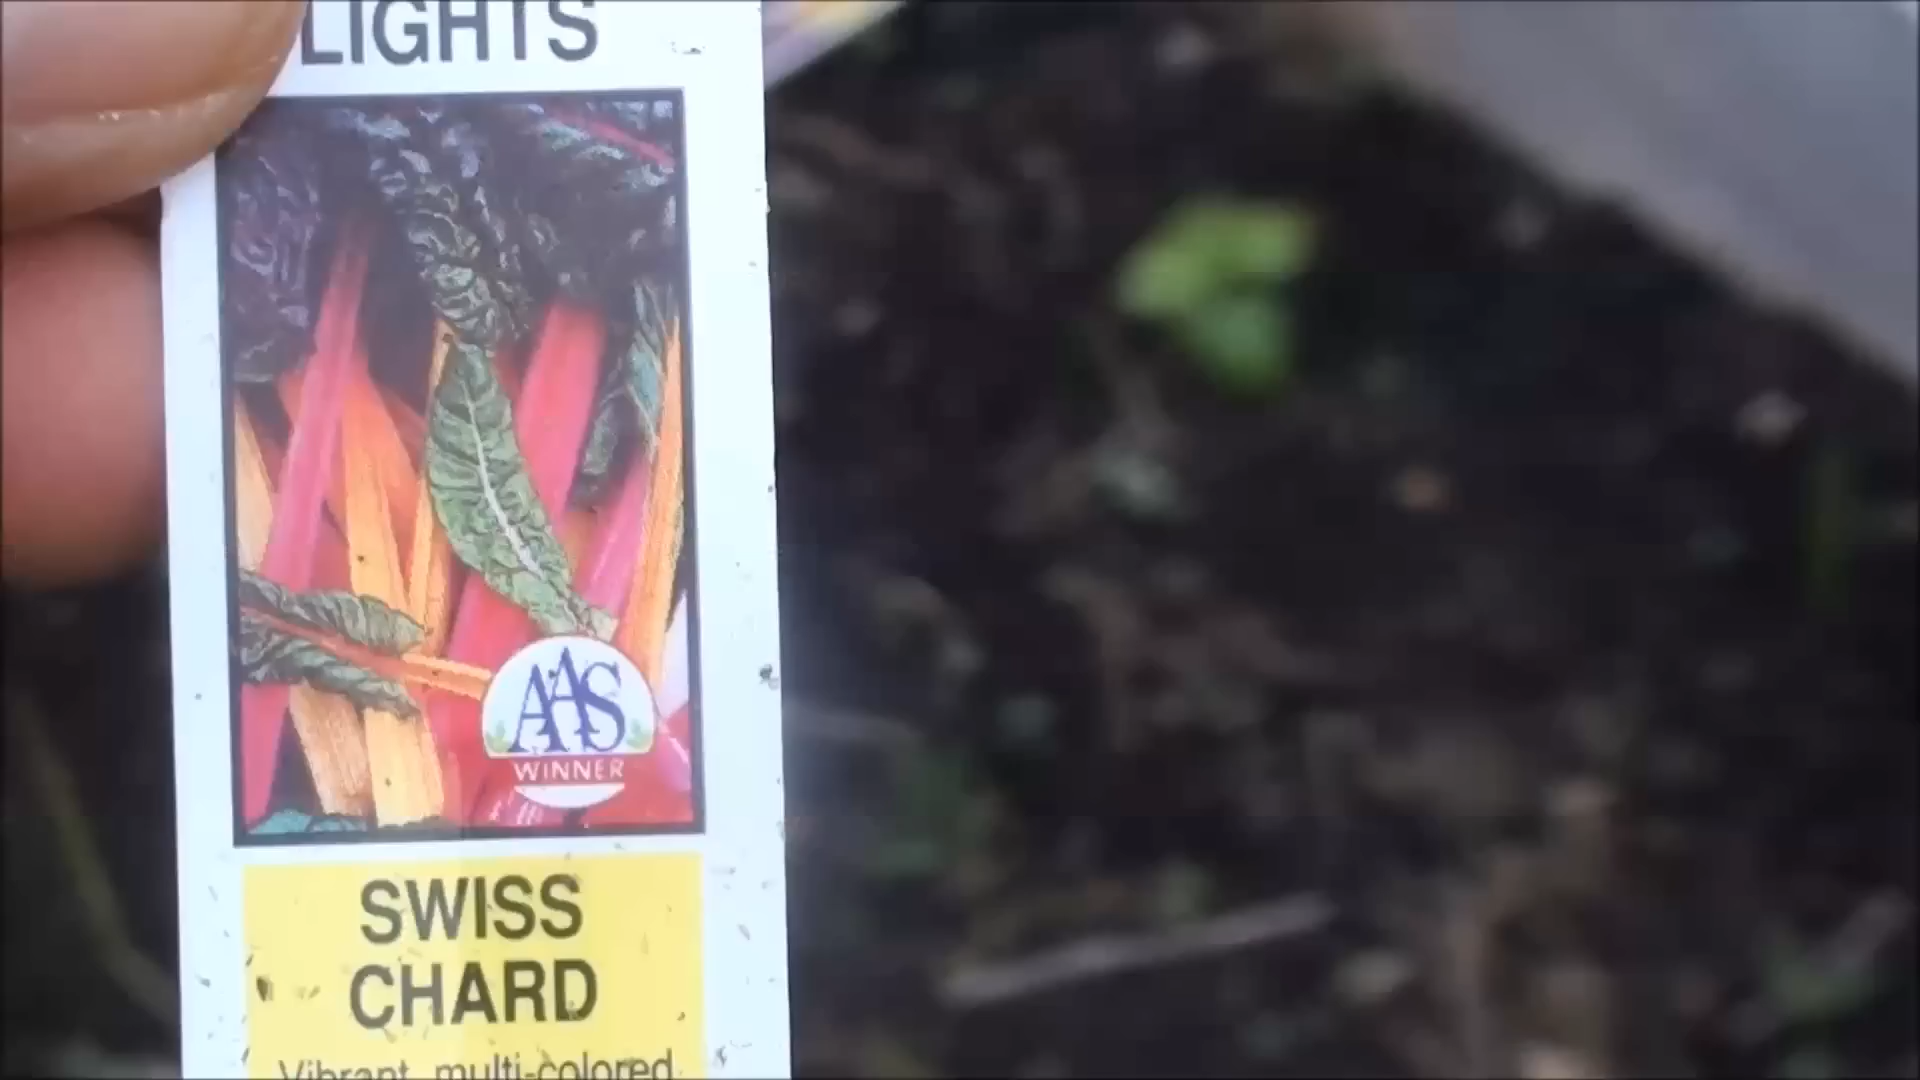 LIGHTS
AAS
WINNER
SWISS
CHARD
Vibrant, multi-colored